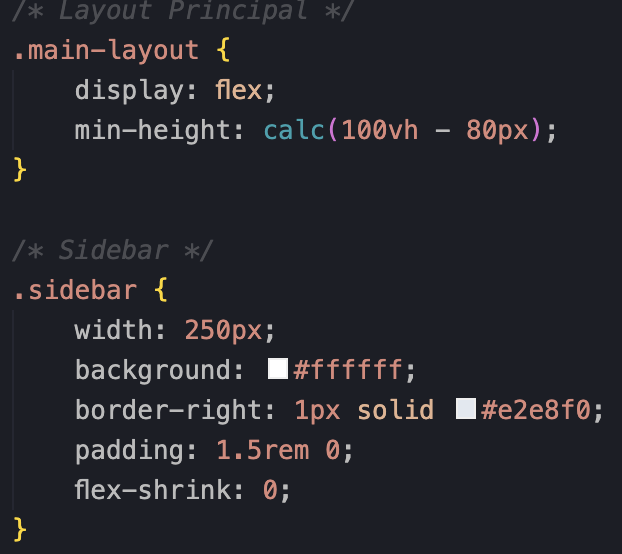 /* Layout Principal */
.main-layout {
    display: flex;
    min-height: calc(100vh - 80px);
}

/* Sidebar */
.sidebar {
    width: 250px;
    background: #ffffff;
    border-right: 1px solid #e2e8f0;
    padding: 1.5rem 0;
    flex-shrink: 0;
}